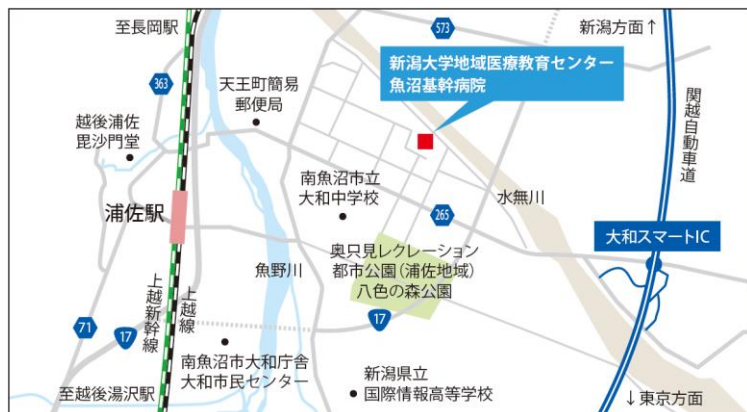 至長岡駅
573
新潟方面↑
363
新潟大学地域医療教育センター
魚沼基幹病院
天王町簡易
郵便局
越後浦佐
毘沙門堂
関越自動車道
南魚沼市立
大和中学校
水無川
浦佐駅
265
大和スマートIC
魚野川
奥只見レクレーション
都市公園(浦佐地域)
八色の森公園
上越新幹線
上越線
71
17
17
南魚沼市大和庁舎
大和市民センター
新潟県立
国際情報高等学校
至越後湯沢駅
↓東京方面